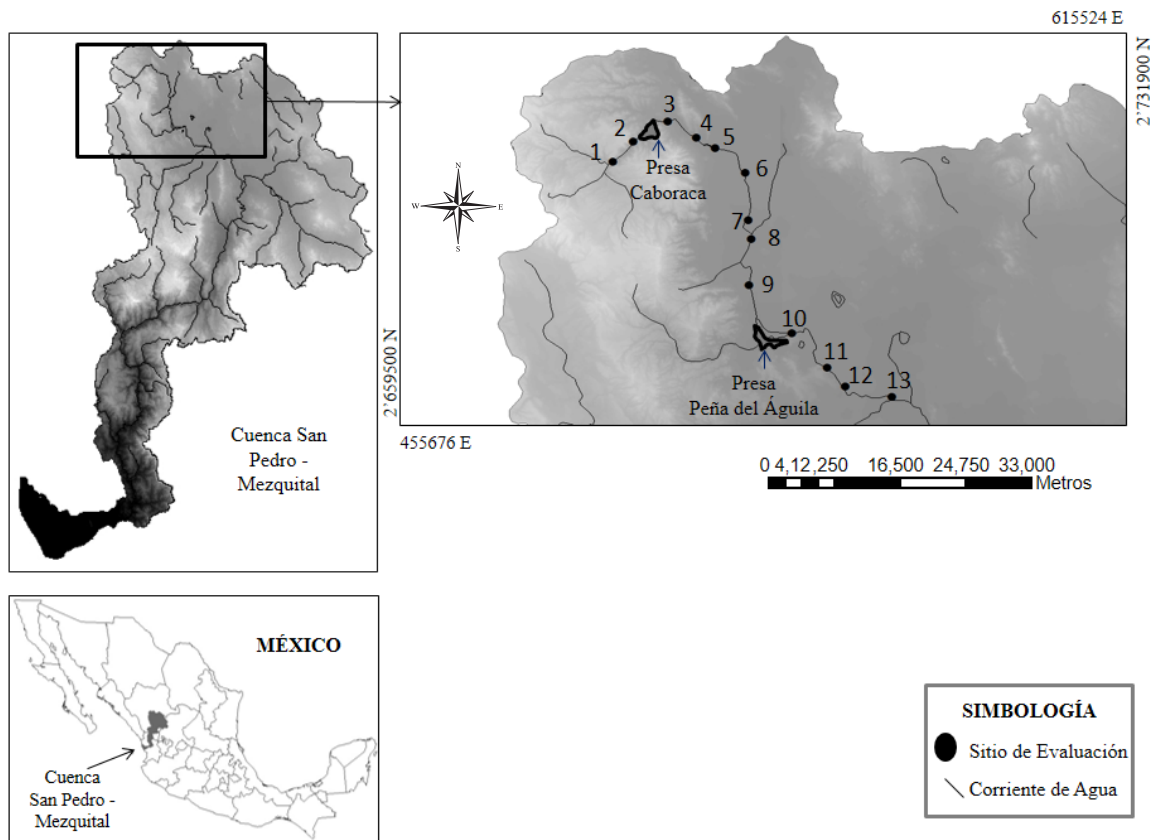 615524 E
2'731900 N
1
2
3
4
5
6
7
8
9
10
11
12
13
Presa
Caboraca
N
W
E
S
Presa
Peña del Águila
2'659500 N
455676 E
Cuenca San
Pedro -
Mezquital
0 4,12,250 16,500 24,750 33,000
Metros
MÉXICO
Cuenca
San Pedro -
Mezquital
SIMBOLOGÍA
Sitio de Evaluación
Corriente de Agua